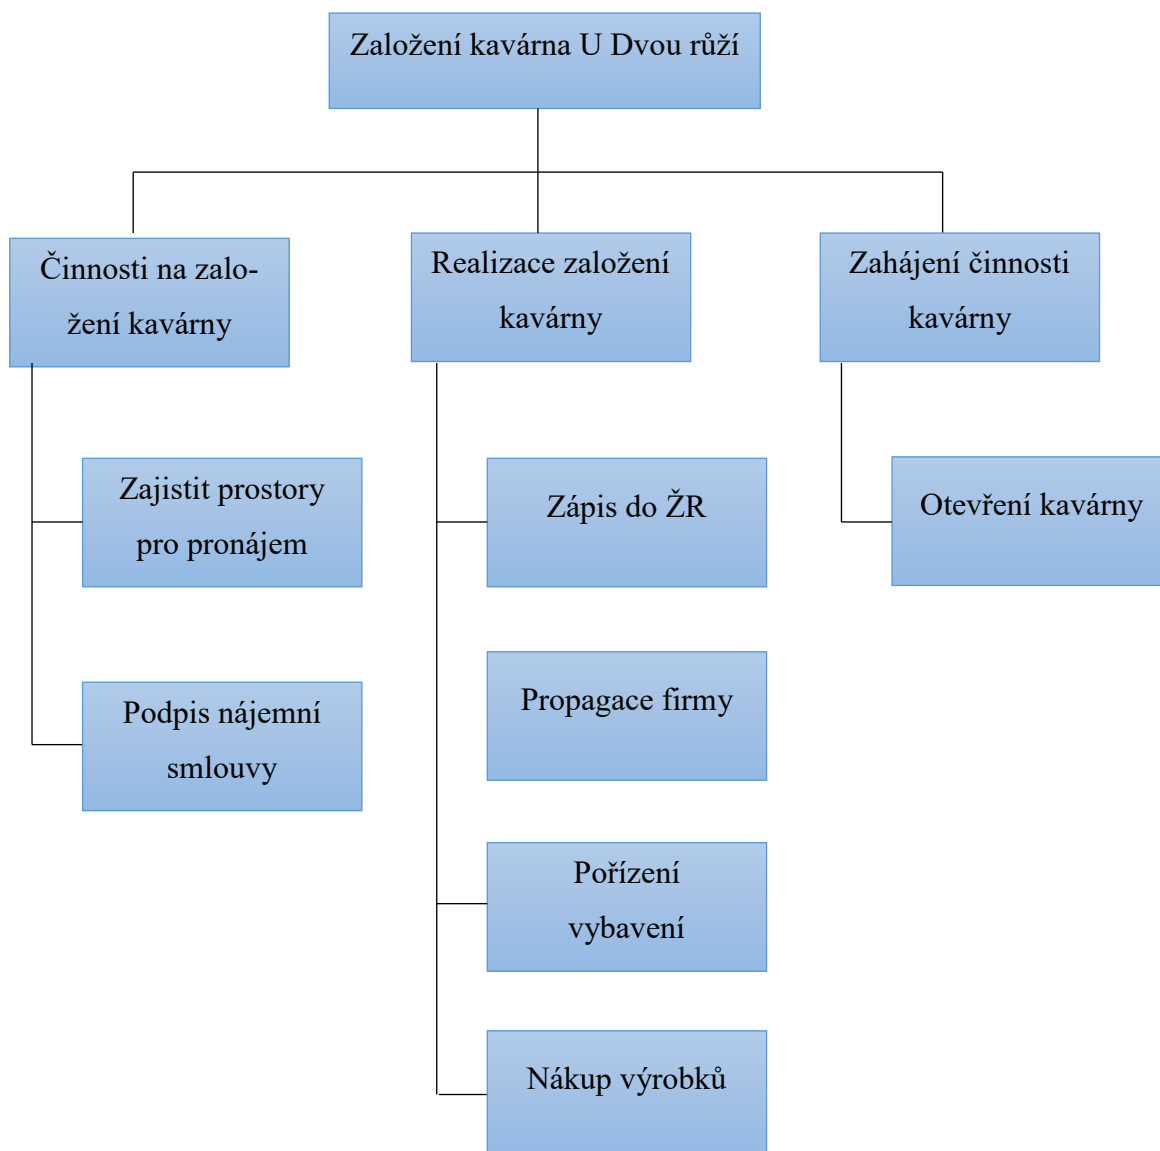 Založení kavárna U Dvou růží
Činnosti na zalo-
žení kavárny
Realizace založení
kavárny
Zahájení činnosti
kavárny
Zajistit prostory
pro pronájem
Podpis nájemní
smlouvy
Zápis do ŽR
Propagace firmy
Pořízení
vybavení
Nákup výrobků
Otevření kavárny